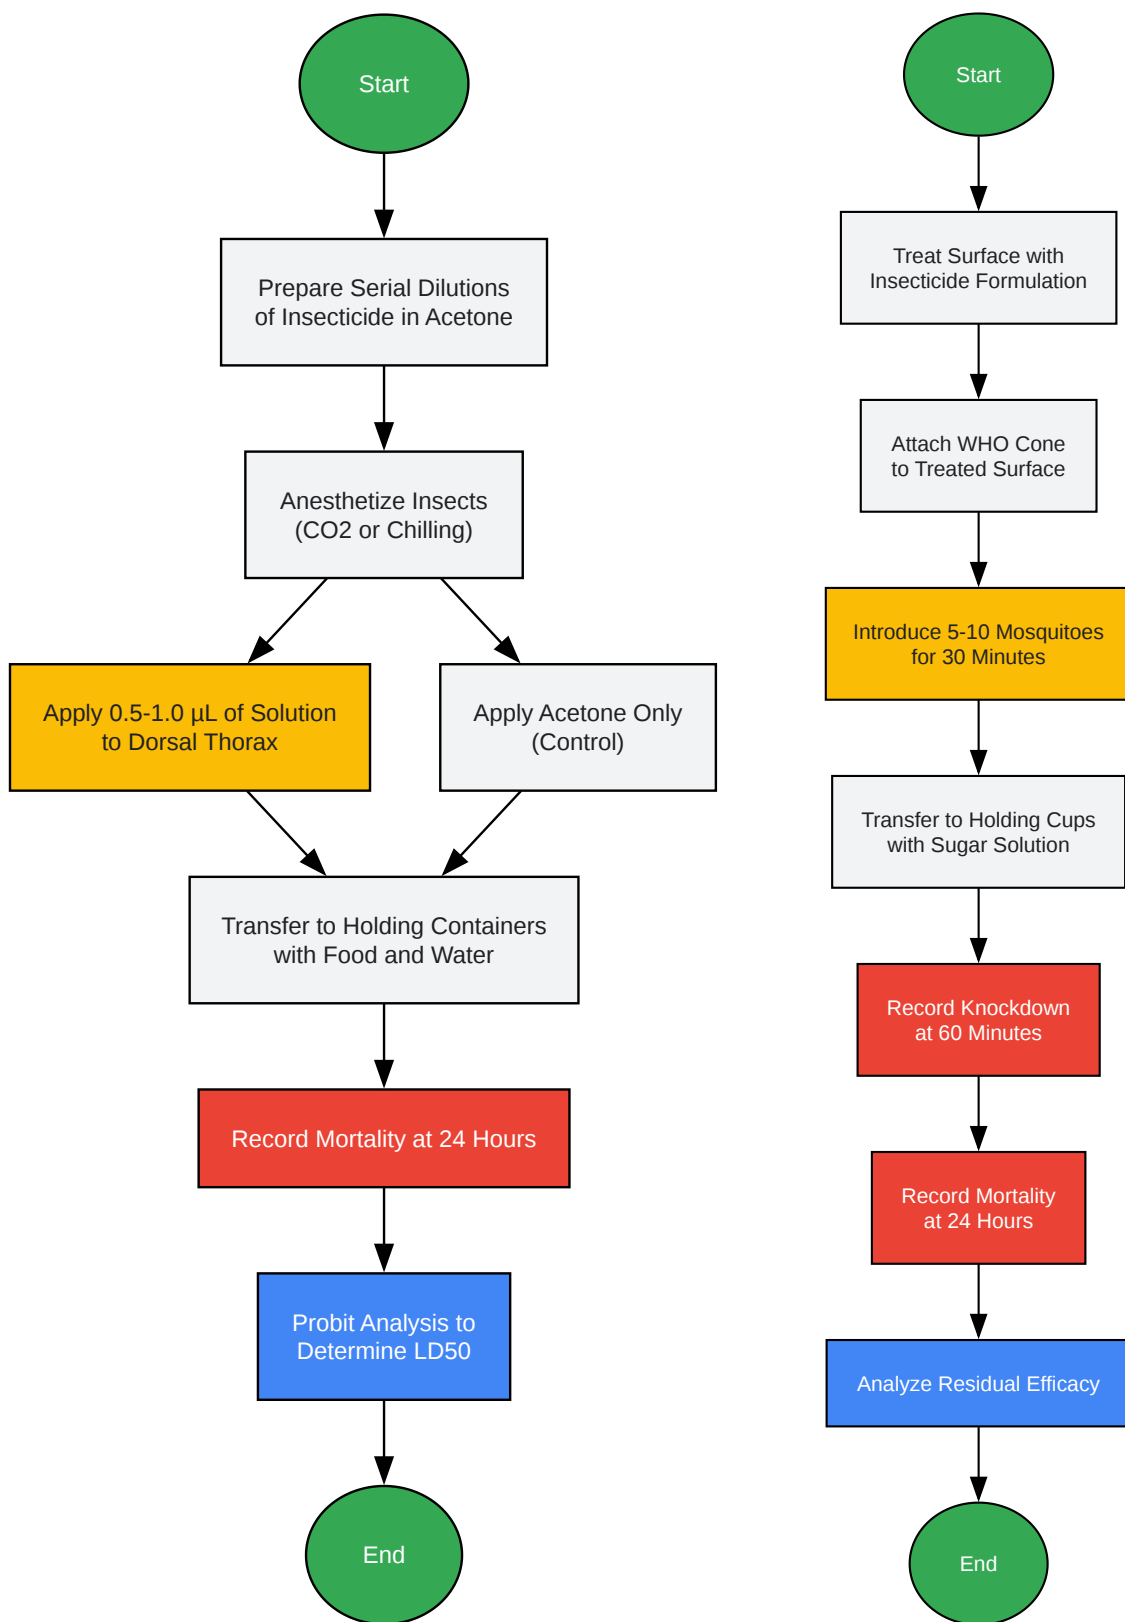 Start
Prepare Serial Dilutions
of Insecticide in Acetone
Anesthetize Insects
(CO2 or Chilling)
Apply 0.5-1.0 µL of Solution
to Dorsal Thorax
Apply Acetone Only
(Control)
Transfer to Holding Containers
with Food and Water
Record Mortality at 24 Hours
Probit Analysis to
Determine LD50
End
Start
Treat Surface with
Insecticide Formulation
Attach WHO Cone
to Treated Surface
Introduce 5-10 Mosquitoes
for 30 Minutes
Transfer to Holding Cups
with Sugar Solution
Record Knockdown
at 60 Minutes
Record Mortality
at 24 Hours
Analyze Residual Efficacy
End